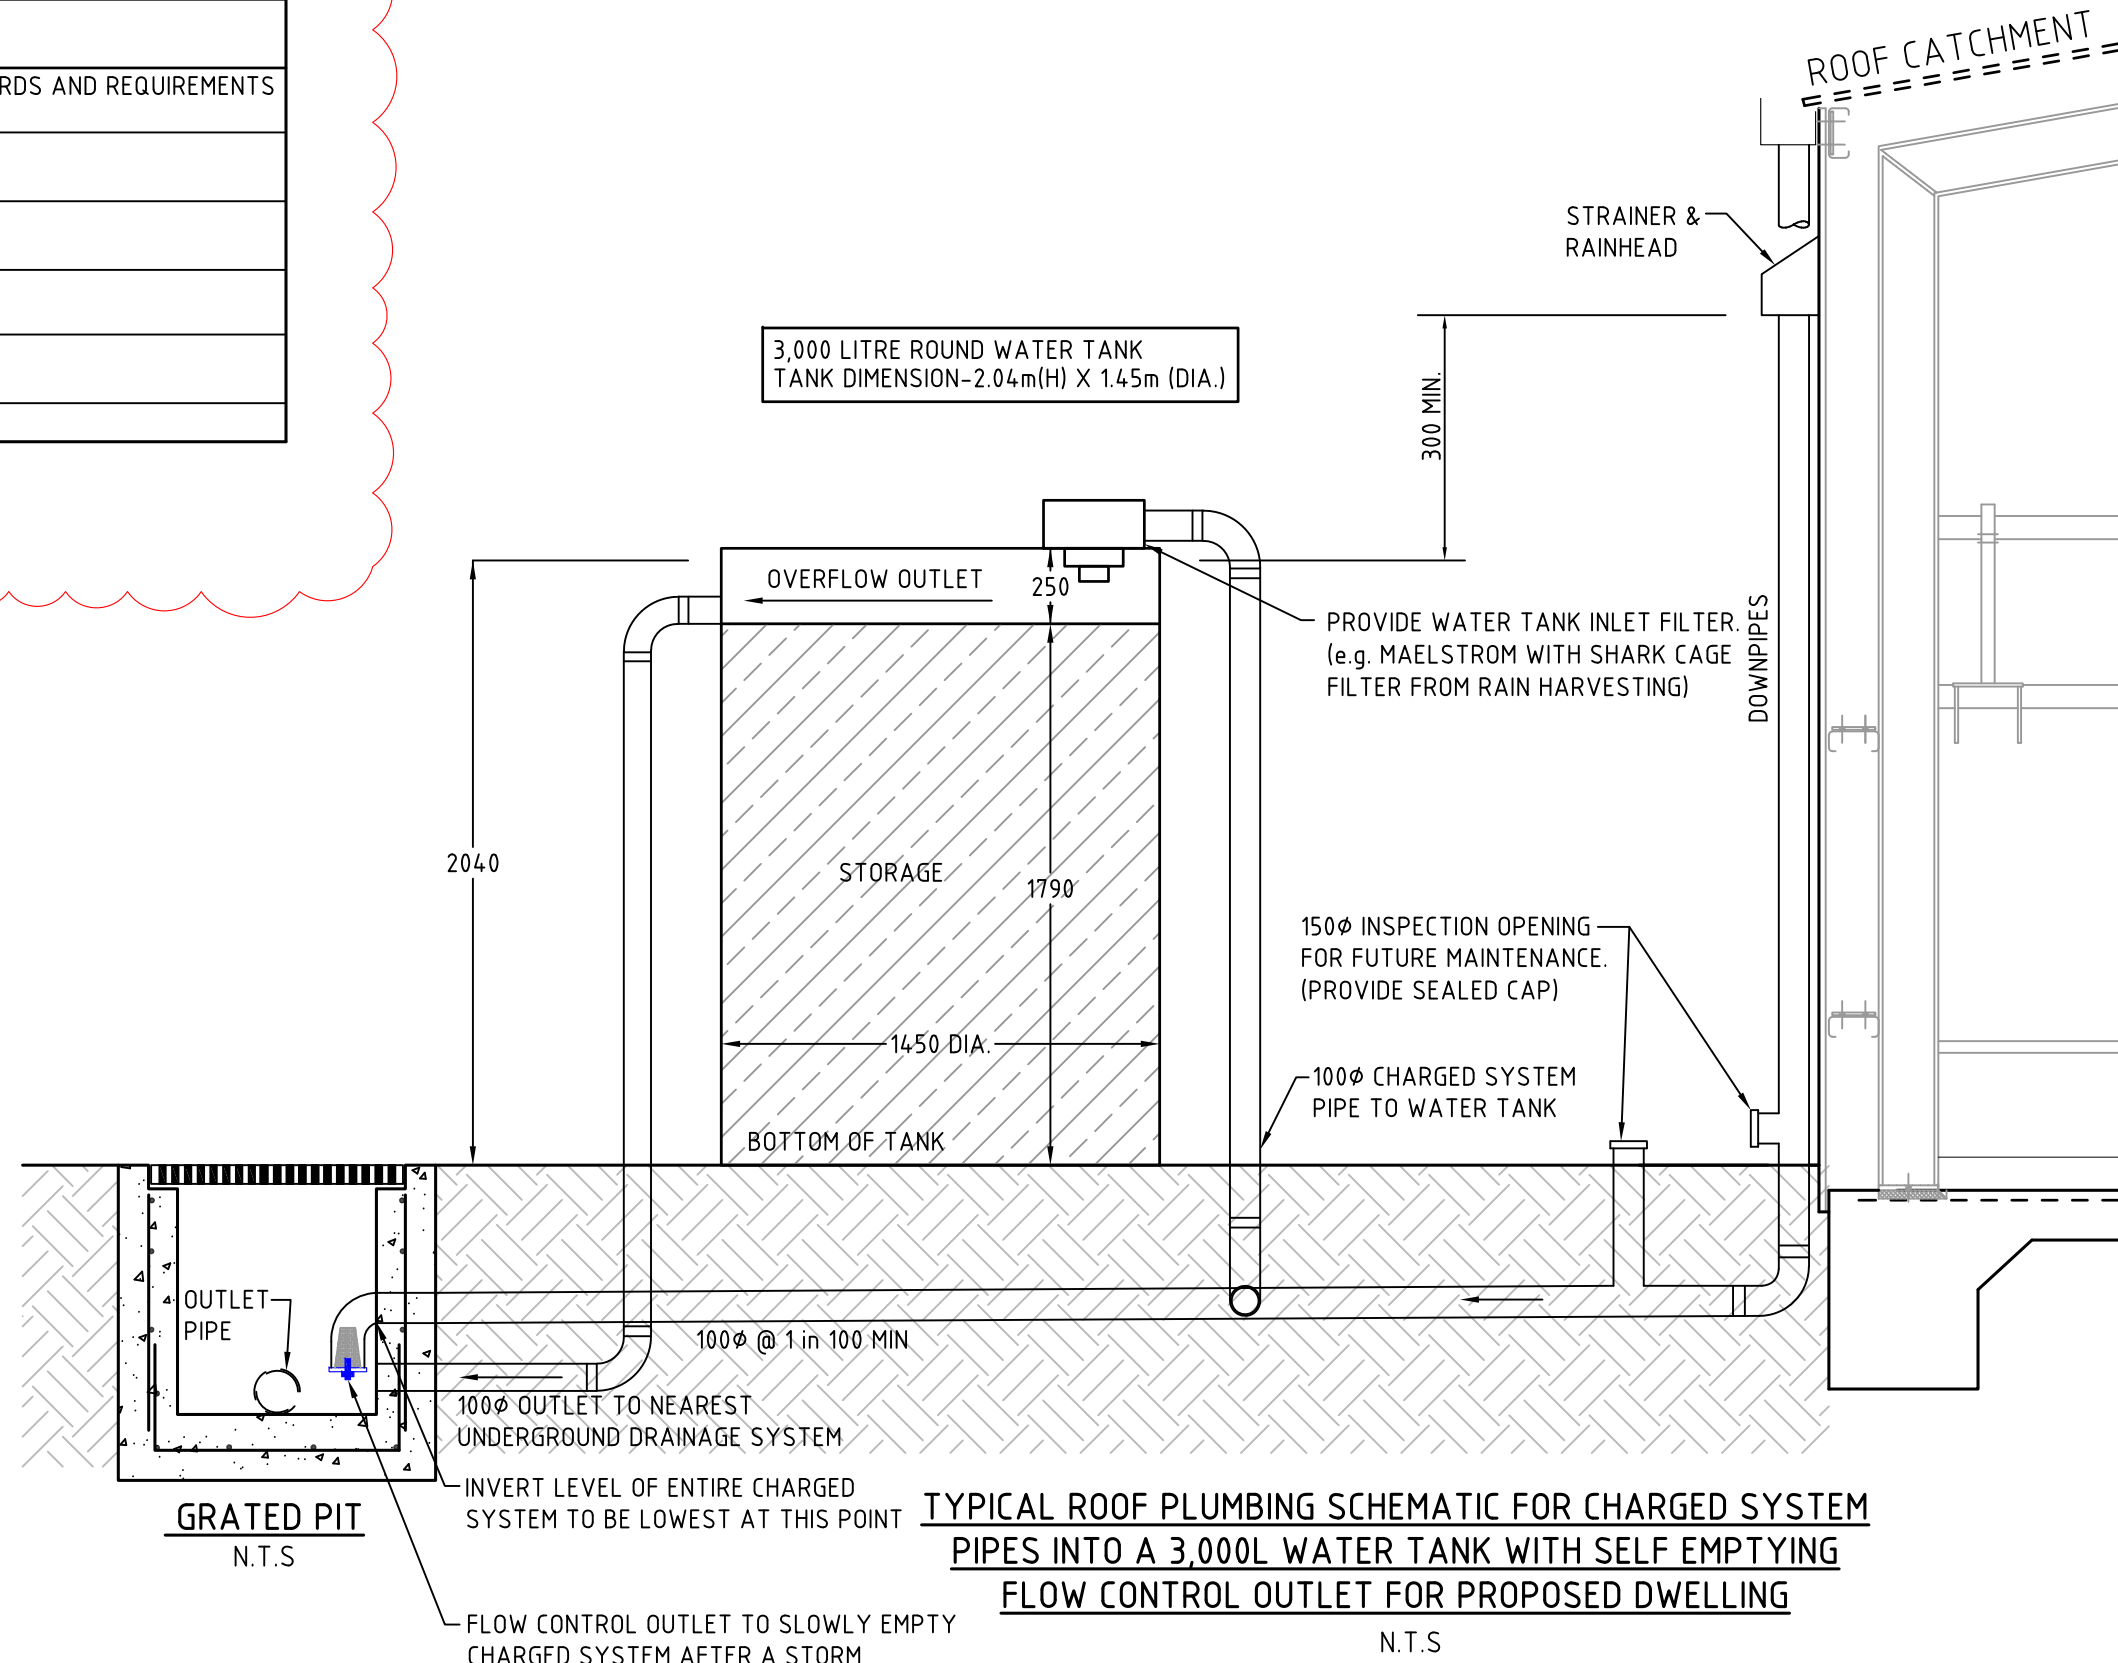 RDS AND REQUIREMENTS
ROOF CATCHMENT
STRAINER &
RAINHEAD
3,000 LITRE ROUND WATER TANK
TANK DIMENSION-2.04m(H) X 1.45m (DIA.)
300 MIN.
OVERFLOW OUTLET
250
PROVIDE WATER TANK INLET FILTER.
(e.g. MAELSTROM WITH SHARK CAGE
FILTER FROM RAIN HARVESTING)
DOWNPIPES
2040
STORAGE
1790
150Ø INSPECTION OPENING
FOR FUTURE MAINTENANCE.
(PROVIDE SEALED CAP)
1450 DIA.
100Ø CHARGED SYSTEM
PIPE TO WATER TANK
BOTTOM OF TANK
OUTLET
PIPE
100Ø @ 1 in 100 MIN
100Ø OUTLET TO NEAREST
UNDERGROUND DRAINAGE SYSTEM
INVERT LEVEL OF ENTIRE CHARGED
SYSTEM TO BE LOWEST AT THIS POINT
GRATED PIT
N.T.S
TYPICAL ROOF PLUMBING SCHEMATIC FOR CHARGED SYSTEM
PIPES INTO A 3,000L WATER TANK WITH SELF EMPTYING
FLOW CONTROL OUTLET FOR PROPOSED DWELLING
N.T.S
FLOW CONTROL OUTLET TO SLOWLY EMPTY
CHARGED SYSTEM AFTER A STORM